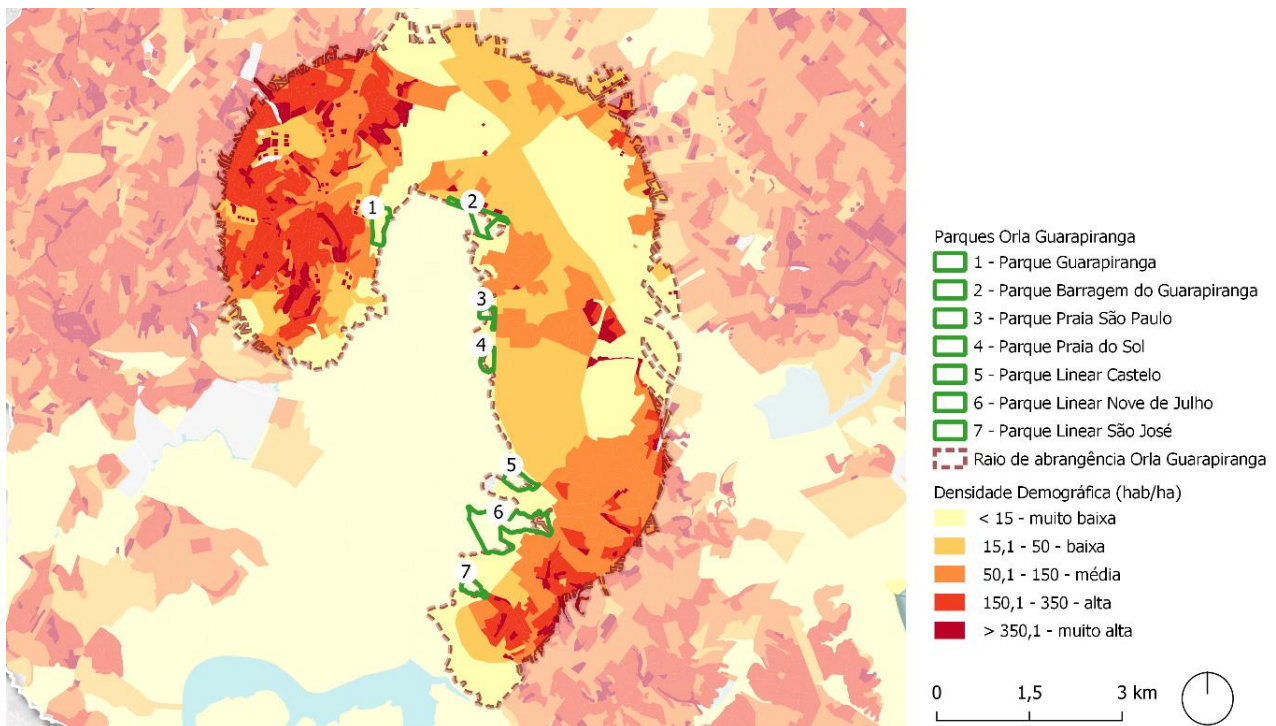 1
2
3
4
5
6
7
Parques Orla Guarapiranga
1 - Parque Guarapiranga
2 - Parque Barragem do Guarapiranga
3 - Parque Praia São Paulo
4 - Parque Praia do Sol
5 - Parque Linear Castelo
6 - Parque Linear Nove de Julho
7 - Parque Linear São José
Raio de abrangência Orla Guarapiranga
Densidade Demográfica (hab/ha)
< 15 - muito baixa
15,1 - 50 - baixa
50,1 - 150 - média
150,1 - 350 - alta
> 350,1 - muito alta
0 1,5 3 km